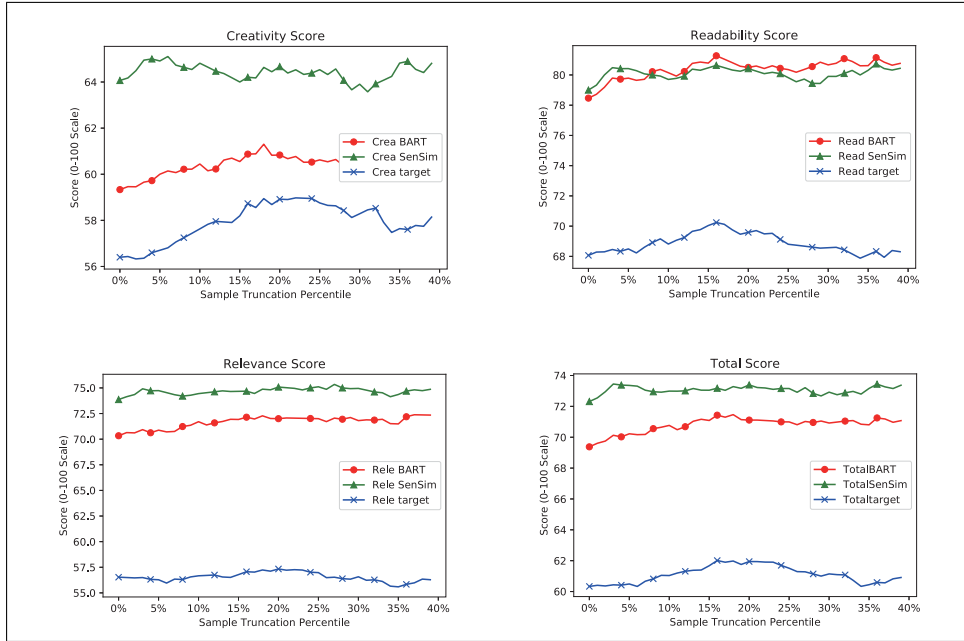 Creativity Score
64
62
60
58
56
Score (0-100 Scale)
Crea BART
Crea SenSim
Crea target
0% 5% 10% 15% 20% 25% 30% 35% 40%
Sample Truncation Percentile
Readability Score
80
78
76
74
72
70
68
Score (0-100 Scale)
Read BART
Read SenSim
Read target
0% 5% 10% 15% 20% 25% 30% 35% 40%
Sample Truncation Percentile
Relevance Score
75.0
72.5
70.0
67.5
65.0
62.5
60.0
57.5
55.0
Score (0-100 Scale)
Rele BART
Rele SenSim
Rele target
0% 5% 10% 15% 20% 25% 30% 35% 40%
Sample Truncation Percentile
Total Score
74
72
70
68
66
64
62
60
Score (0-100 Scale)
TotalBART
TotalSenSim
Totaltarget
0% 5% 10% 15% 20% 25% 30% 35% 40%
Sample Truncation Percentile